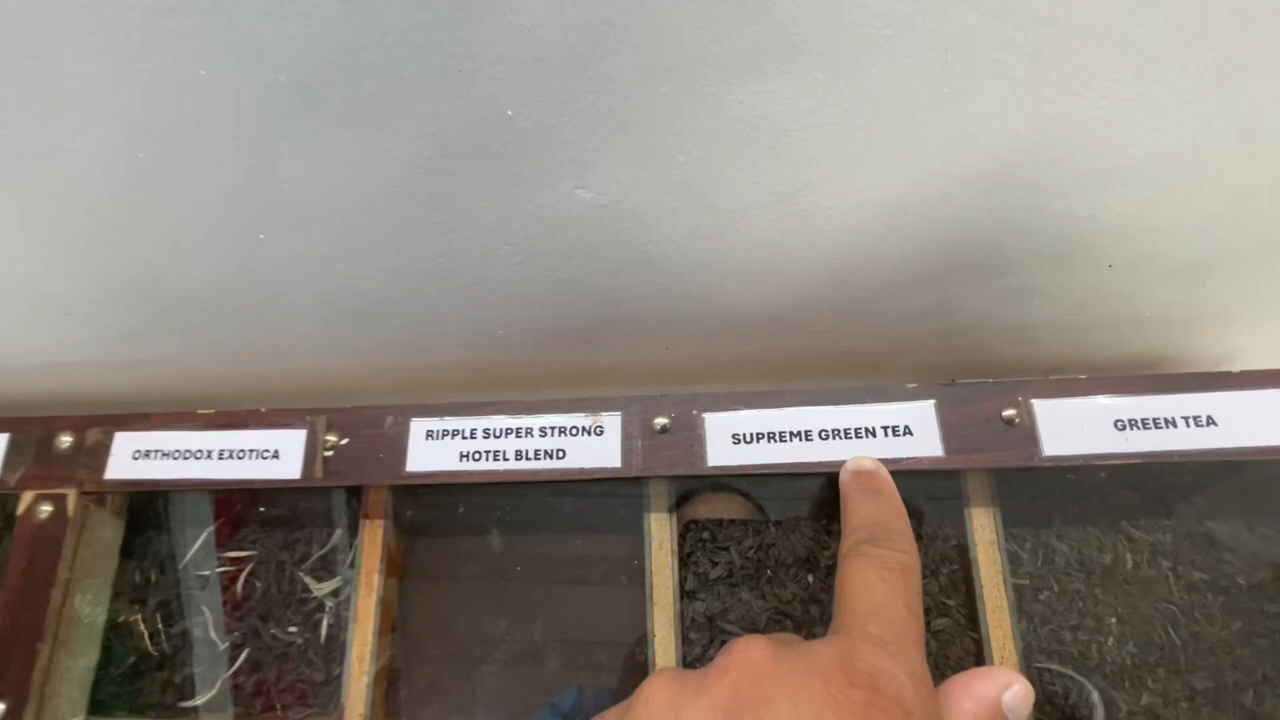 ORTHODOX EXOTICA
RIPPLE SUPER STRONG
HOTEL BLEND
SUPREME GREEN TEA
GREEN TEA